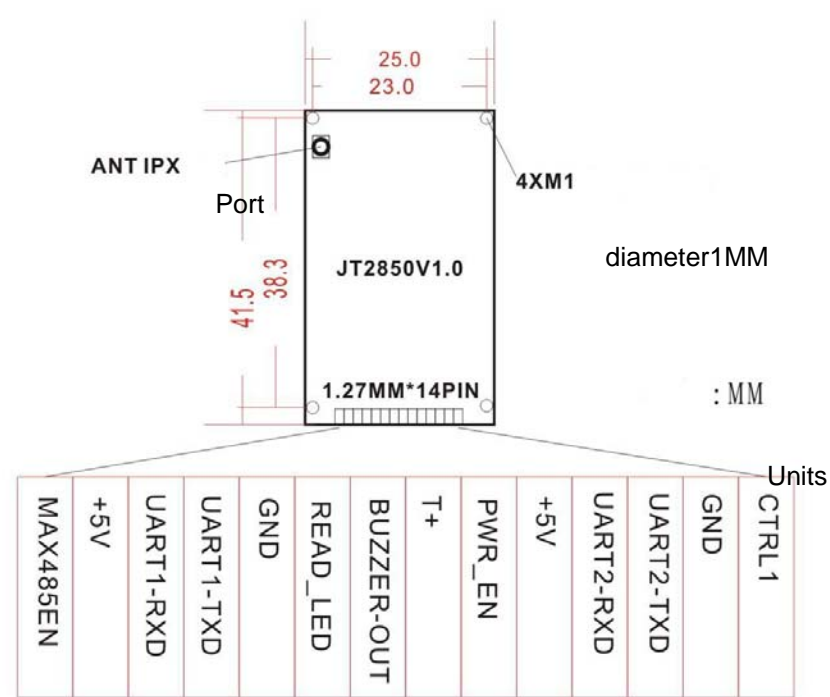 25.0
23.0
ANT IPX
Port
4XM1
diameter1MM
JT2850V1.0
41.5
38.3
1.27MM*14PIN
:MM
Units
MAX485EN
+5V
UART1-RXD
UART1-TXD
GND
READ_LED
BUZZER-OUT
T+
PWR_EN
+5V
UART2-RXD
UART2-TXD
GND
CTRL1